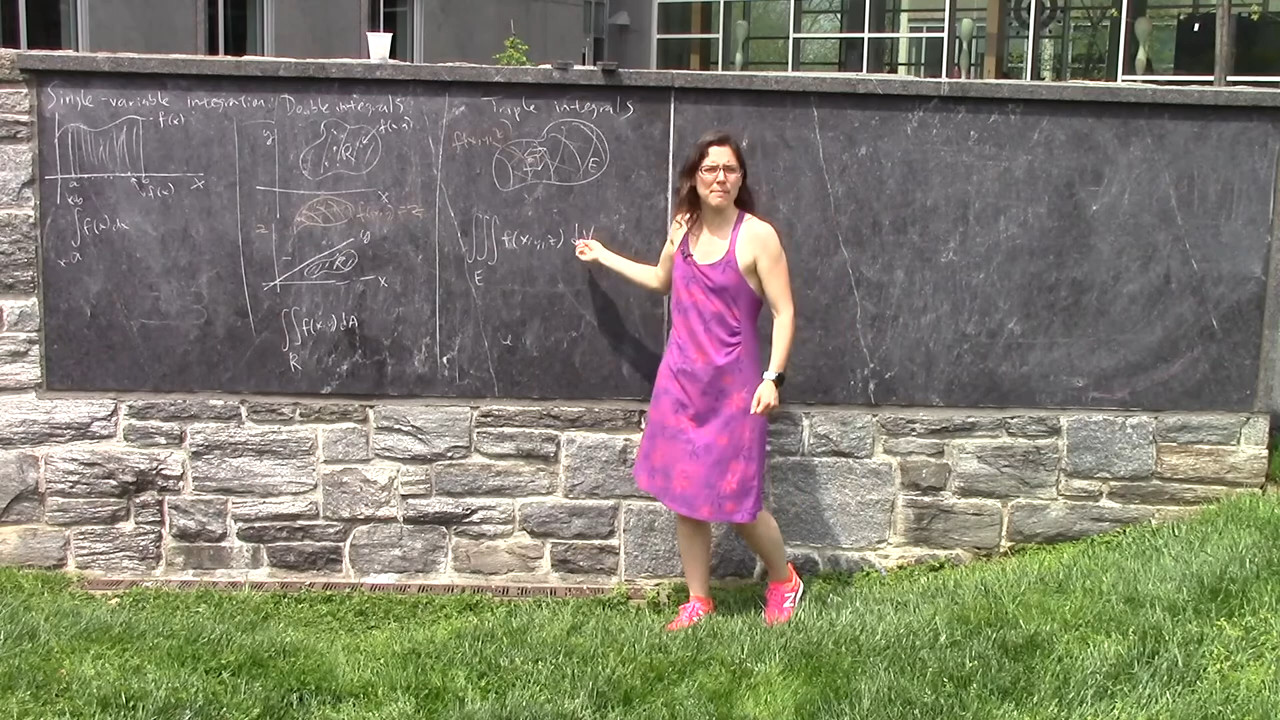 Single-variable integration:
f(x)
a
b
x
f(x)
∫f(x)dx
a
Double integrals
y
f(x,y)
R
x
z
f(x,y)=z
y
R
x
∬f(x,y)dA
R
Triple integrals
f(x,y,z)
E
∭f(x,y,z) dV
E
N